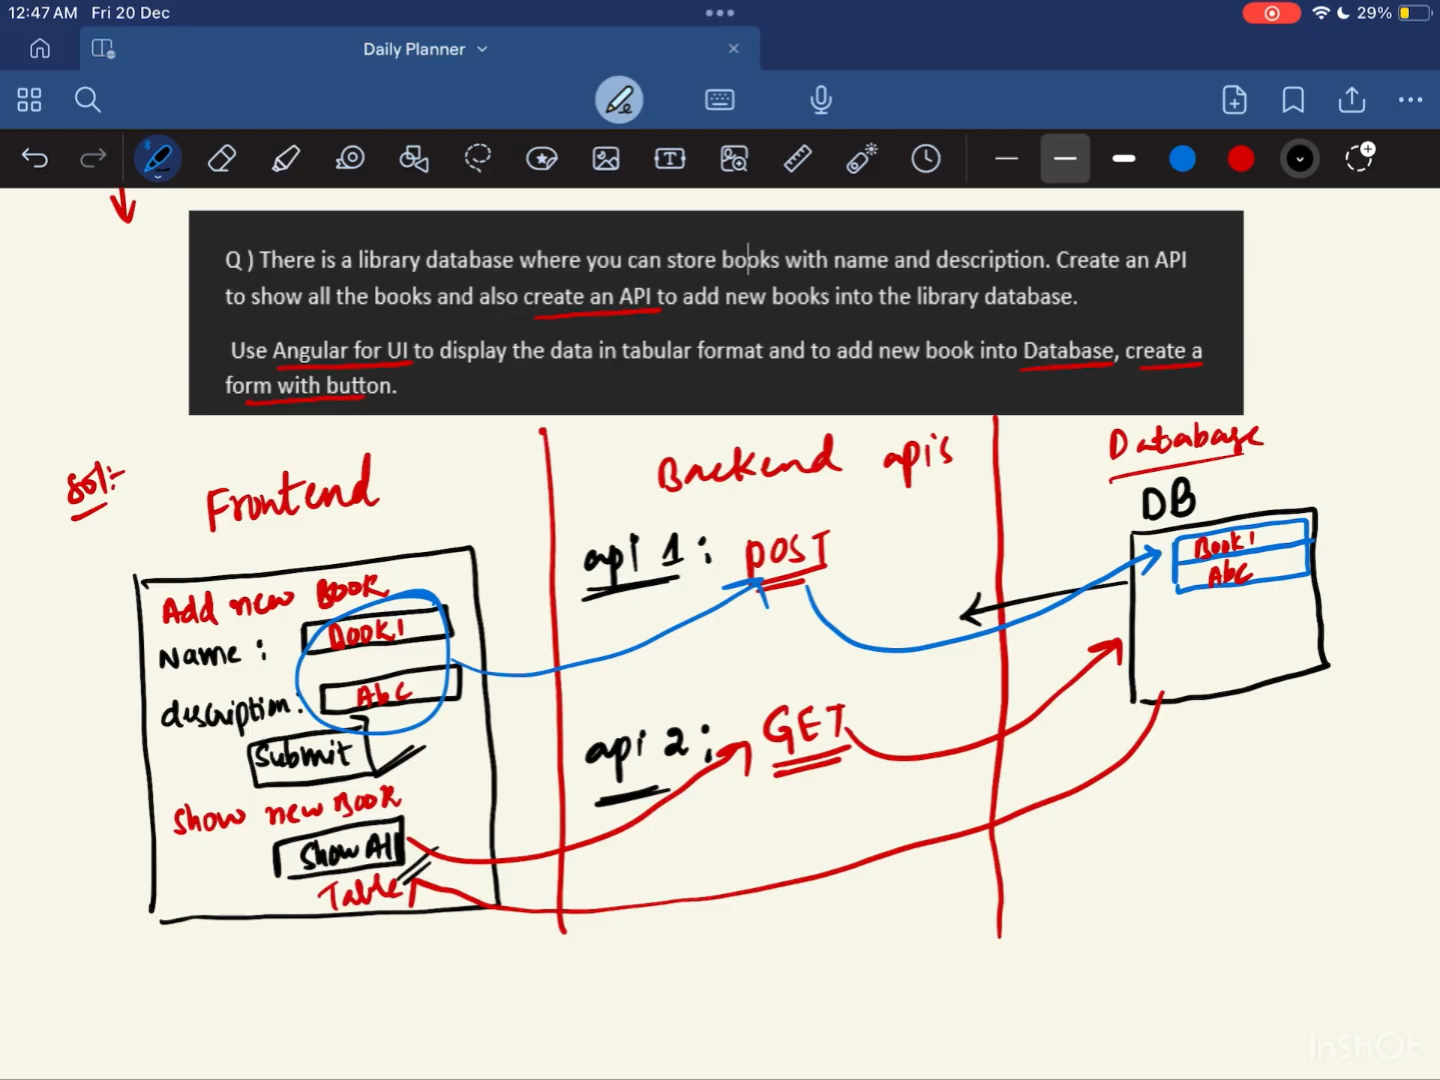 12:47 AM Fri 20 Dec
29%
Daily Planner
Q ) There is a library database where you can store books with name and description. Create an API
to show all the books and also create an API to add new books into the library database.
Use Angular for UI to display the data in tabular format and to add new book into Database, create a
form with button.
Sol:-
Frontend
Backend apis
Database
DB
Add new BOOK
Name :
BOOK1
description:
Abc
Submit
Show new BOOK
Show All
Table
api 1 : POST
api 2 : GET
Book1
Abc
InShOt